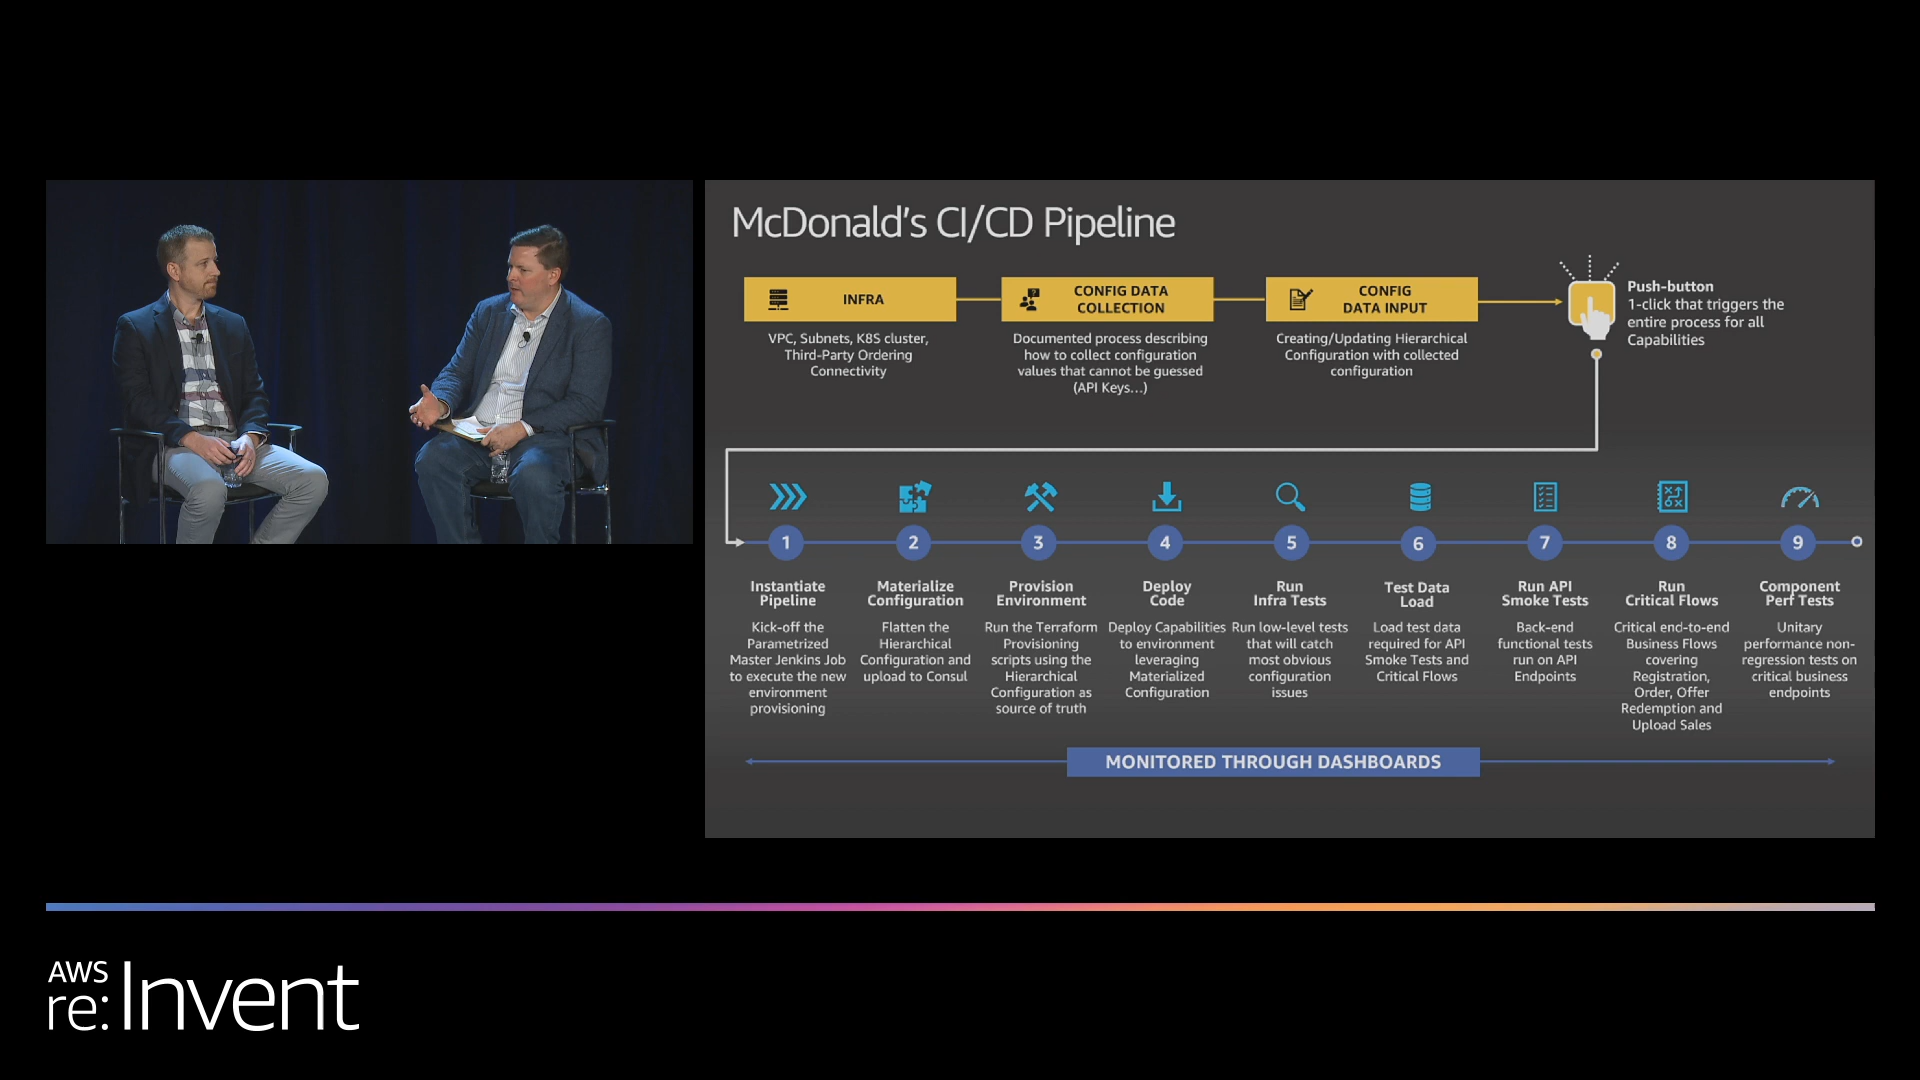 McDonald's CI/CD Pipeline
INFRA
VPC, Subnets, K8S cluster,
Third-Party Ordering
Connectivity
CONFIG DATA
COLLECTION
Documented process describing
how to collect configuration
values that cannot be guessed
(API Keys...)
CONFIG
DATA INPUT
Creating/Updating Hierarchical
Configuration with collected
configuration
Push-button
1-click that triggers the
entire process for all
Capabilities
1
Instantiate
Pipeline
Kick-off the
Parametrized
Master Jenkins Job
to execute the new
environment
provisioning
2
Materialize
Configuration
Flatten the
Hierarchical
Configuration and
upload to Consul
3
Provision
Environment
Run the Terraform
Provisioning
scripts using the
Hierarchical
Configuration as
source of truth
4
Deploy
Code
Deploy Capabilities
to environment
leveraging
Materialized
Configuration
5
Run
Infra Tests
Run low-level tests
that will catch
most obvious
configuration
issues
6
Test Data
Load
Load test data
required for API
Smoke Tests and
Critical Flows
7
Run API
Smoke Tests
Back-end
functional tests
run on API
Endpoints
8
Run
Critical Flows
Critical end-to-end
Business Flows
covering
Registration,
Order, Offer
Redemption and
Upload Sales
9
Component
Perf Tests
Unitary
performance non-
regression tests on
critical business
endpoints
MONITORED THROUGH DASHBOARDS
AWS
re:Invent